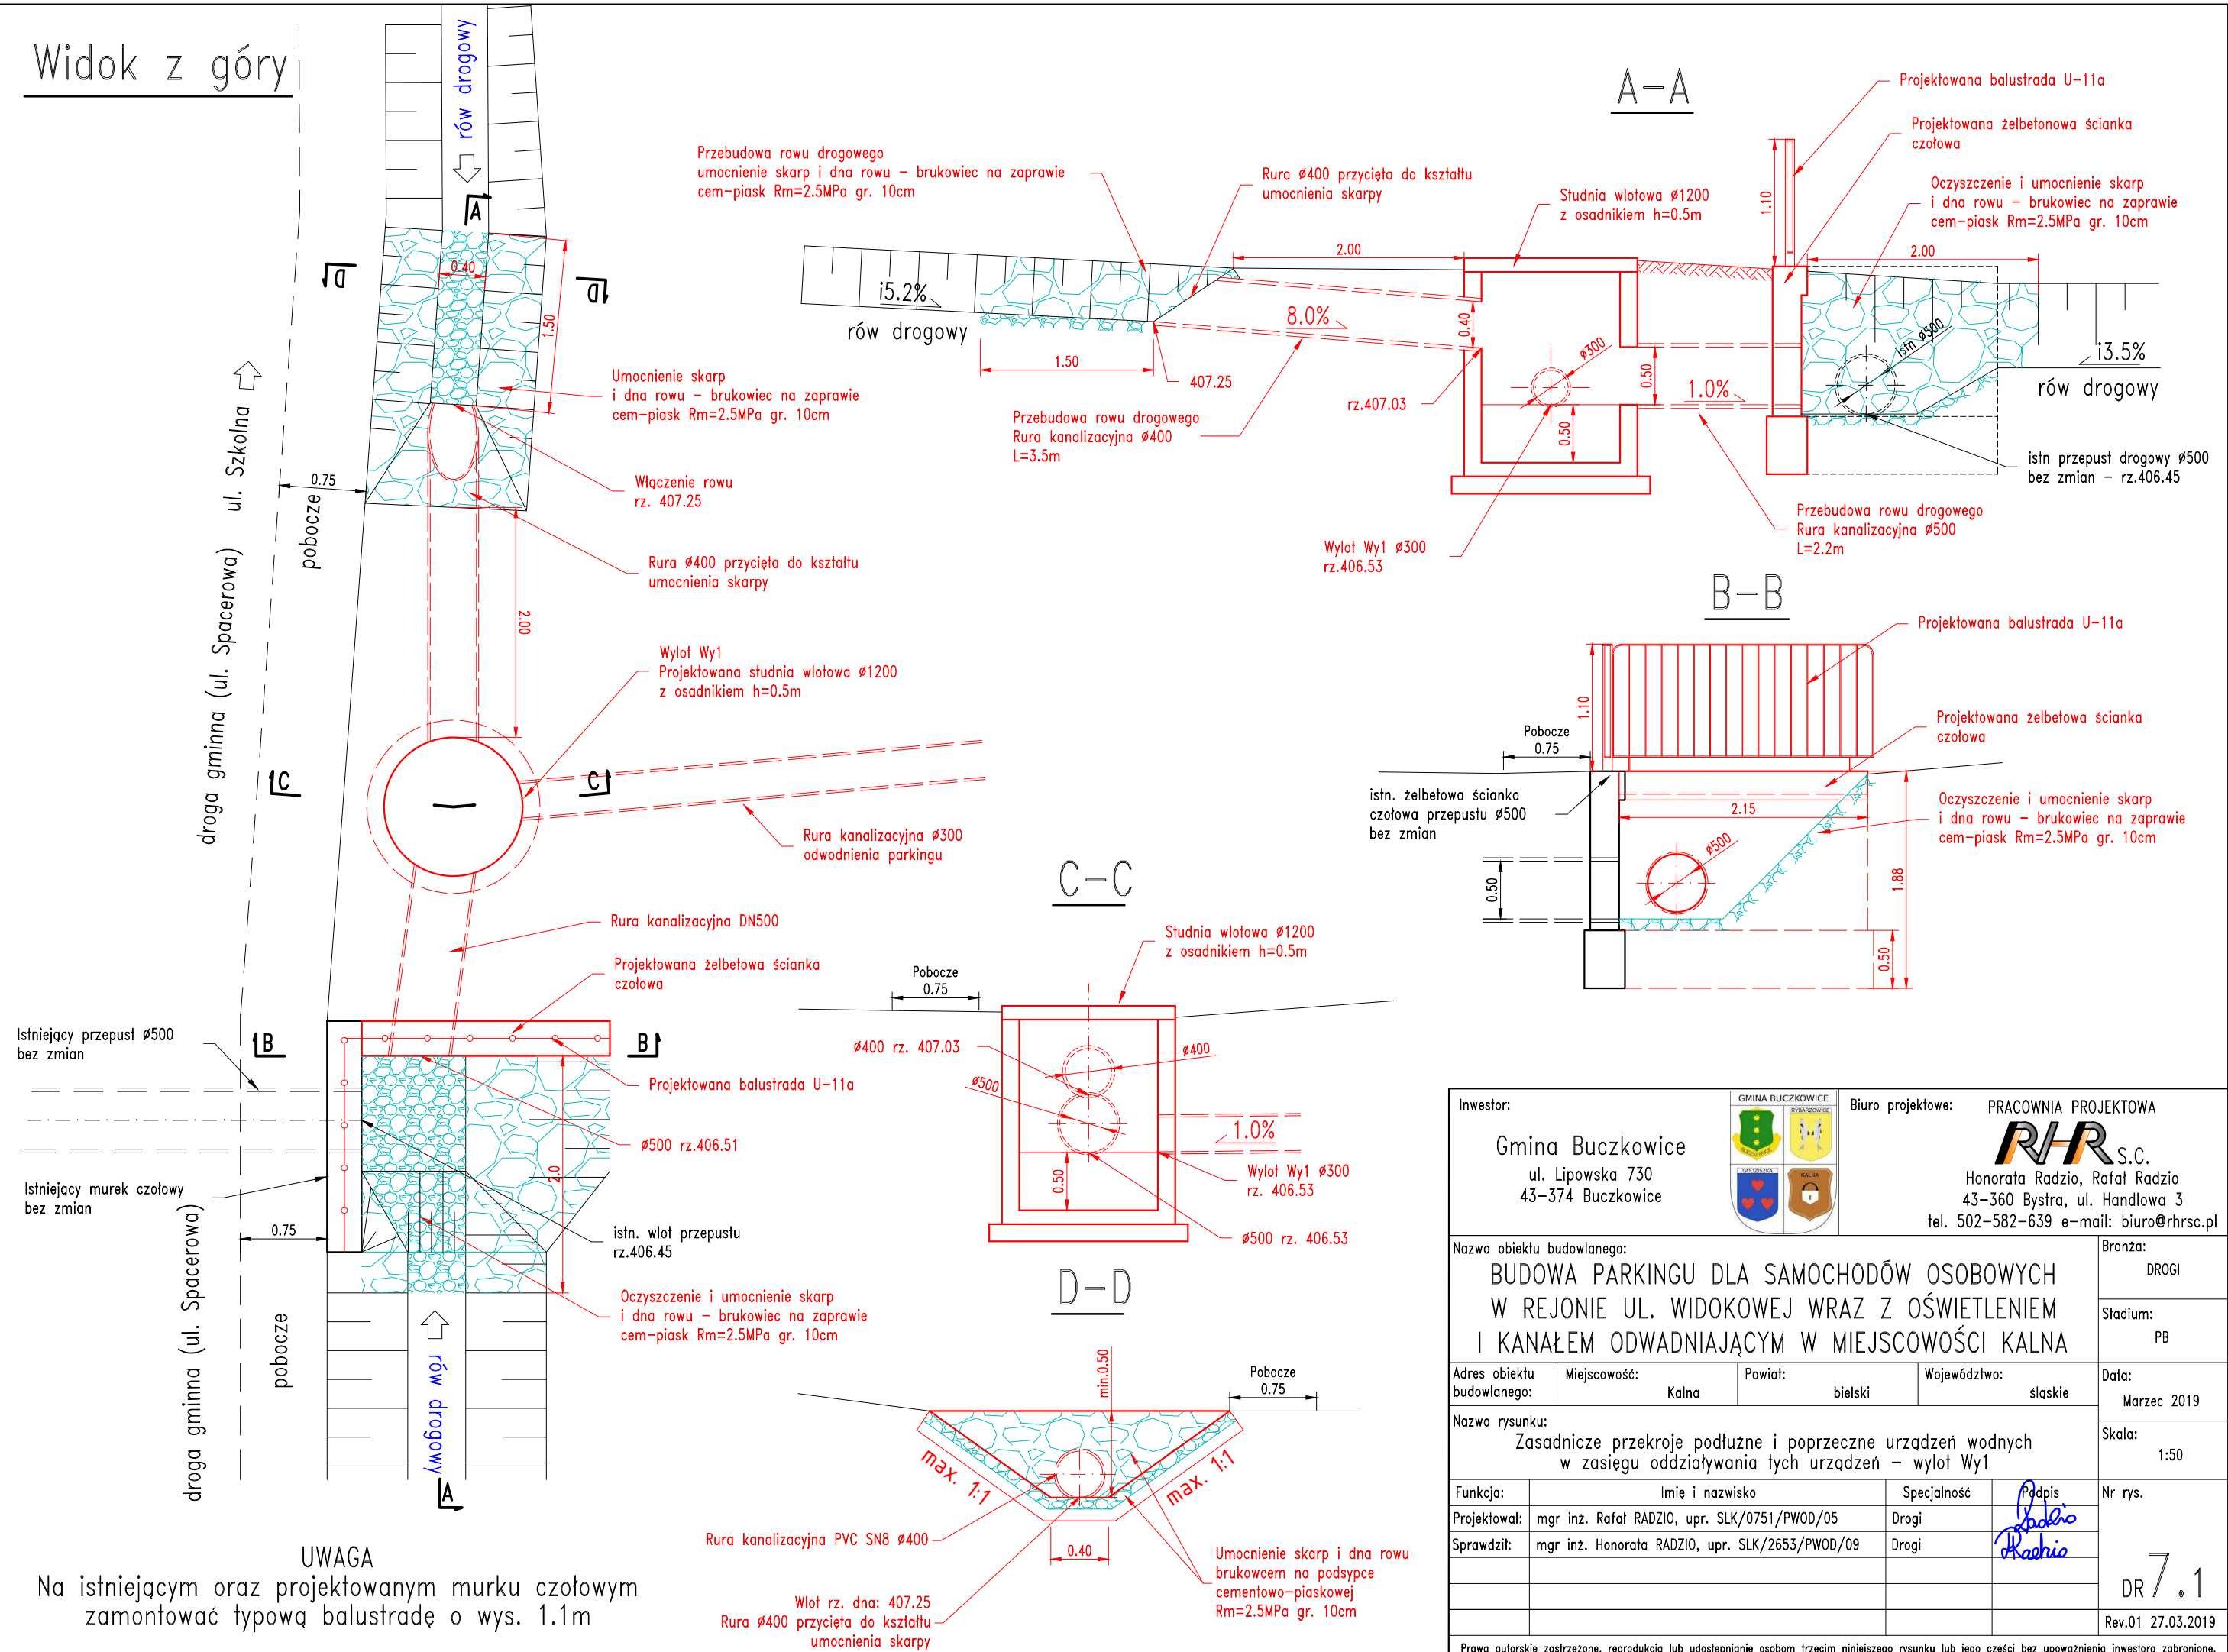 Widok z góry
rów drogowy
A
D
D
0.40
1.50
Umocnienie skarp
i dna rowu – brukowiec na zaprawie
cem-piask Rm=2.5MPa gr. 10cm
Włączenie rowu
rz. 407.25
0.75
pobocze
droga gminna (ul. Spacerowa)
ul. Szkolna
Rura ø400 przycięta do kształtu
umocnienia skarpy
2.00
Wylot Wy1
Projektowana studnia wlotowa ø1200
z osadnikiem h=0.5m
C
C
Rura kanalizacyjna ø300
odwodnienia parkingu
Rura kanalizacyjna DN500
Projektowana żelbetowa ścianka
czołowa
Istniejący przepust ø500
bez zmian
B
B
Projektowana balustrada U-11a
ø500 rz.406.51
2.0
Istniejący murek czołowy
bez zmian
0.75
istn. wlot przepustu
rz.406.45
Oczyszczenie i umocnienie skarp
i dna rowu – brukowiec na zaprawie
cem-piask Rm=2.5MPa gr. 10cm
droga gminna (ul. Spacerowa)
pobocze
rów drogowy
A
UWAGA
Na istniejącym oraz projektowanym murku czołowym
zamontować typową balustradę o wys. 1.1m
A-A
Przebudowa rowu drogowego
umocnienie skarp i dna rowu – brukowiec na zaprawie
cem-piask Rm=2.5MPa gr. 10cm
Rura ø400 przycięta do kształtu
umocnienia skarpy
Studnia wlotowa ø1200
z osadnikiem h=0.5m
Projektowana balustrada U-11a
Projektowana żelbetonowa ścianka
czołowa
Oczyszczenie i umocnienie skarp
i dna rowu – brukowiec na zaprawie
cem-piask Rm=2.5MPa gr. 10cm
1.10
2.00
2.00
i5.2%
rów drogowy
8.0%
0.40
1.50
407.25
ø300
0.50
1.0%
istn ø500
i3.5%
rów drogowy
rz.407.03
0.50
Przebudowa rowu drogowego
Rura kanalizacyjna ø400
L=3.5m
istn przepust drogowy ø500
bez zmian – rz.406.45
Wylot Wy1 ø300
rz.406.53
Przebudowa rowu drogowego
Rura kanalizacyjna ø500
L=2.2m
B-B
Projektowana balustrada U-11a
1.10
Pobocze
0.75
Projektowana żelbetowa ścianka
czołowa
istn. żelbetowa ścianka
czołowa przepustu ø500
bez zmian
2.15
Oczyszczenie i umocnienie skarp
i dna rowu – brukowiec na zaprawie
cem-piask Rm=2.5MPa gr. 10cm
ø500
0.50
1.88
0.50
C-C
Studnia wlotowa ø1200
z osadnikiem h=0.5m
Pobocze
0.75
ø400 rz. 407.03
ø400
ø500
1.0%
0.50
Wylot Wy1 ø300
rz. 406.53
ø500 rz. 406.53
D-D
min.0.50
Pobocze
0.75
max. 1:1
max. 1:1
Rura kanalizacyjna PVC SN8 ø400
0.40
Umocnienie skarp i dna rowu
brukowcem na podsypce
cementowo-piaskowej
Rm=2.5MPa gr. 10cm
Wlot rz. dna: 407.25
Rura ø400 przycięta do kształtu
umocnienia skarpy
Inwestor:
Gmina Buczkowice
ul. Lipowska 730
43-374 Buczkowice
GMINA BUCZKOWICE
BUCZKOWICE
RYBARZOWICE
GODZISZKA
KALNA
Biuro projektowe:
PRACOWNIA PROJEKTOWA
RHR S.C.
Honorata Radzio, Rafał Radzio
43-360 Bystra, ul. Handlowa 3
tel. 502-582-639 e-mail: biuro@rhrsc.pl
Nazwa obiektu budowlanego:
BUDOWA PARKINGU DLA SAMOCHODÓW OSOBOWYCH
W REJONIE UL. WIDOKOWEJ WRAZ Z OŚWIETLENIEM
I KANAŁEM ODWADNIAJĄCYM W MIEJSCOWOŚCI KALNA
Branża:
DROGI
Stadium:
PB
Adres obiektu
budowlanego:
Miejscowość:
Kalna
Powiat:
bielski
Województwo:
śląskie
Data:
Marzec 2019
Nazwa rysunku:
Zasadnicze przekroje podłużne i poprzeczne urządzeń wodnych
w zasięgu oddziaływania tych urządzeń – wylot Wy1
Skala:
1:50
Funkcja:
Imię i nazwisko
Specjalność
Podpis
Nr rys.
Projektował:
mgr inż. Rafał RADZIO, upr. SLK/0751/PWOD/05
Drogi
Radzio
Sprawdził:
mgr inż. Honorata RADZIO, upr. SLK/2653/PWOD/09
Drogi
HRadzio
DR 7.1
Rev.01 27.03.2019
Prawa autorskie zastrzeżone, reprodukcja lub udostępnianie osobom trzecim niniejszego rysunku lub jego części bez upoważnienia inwestora zabronione.